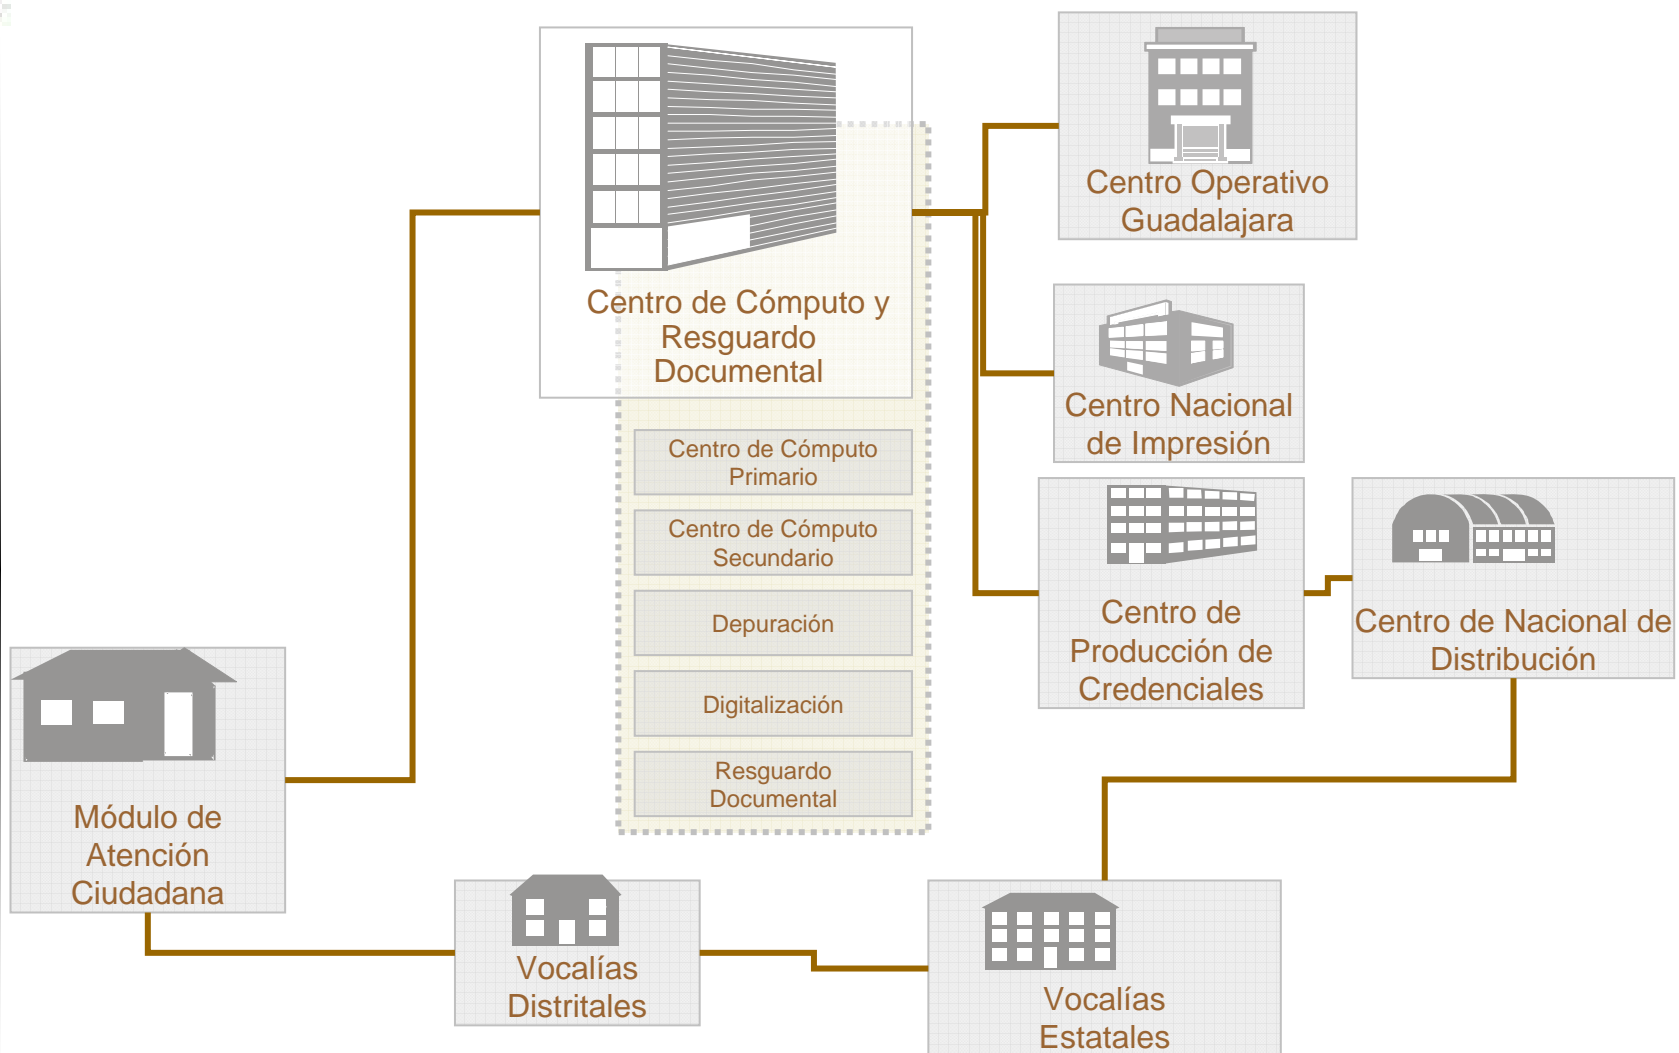 Centro Operativo
Guadalajara
Centro de Cómputo y
Resguardo
Documental
Centro Nacional
de Impresión
Centro de Cómputo
Primario
Centro de Cómputo
Secundario
Depuración
Digitalización
Resguardo
Documental
Centro de
Producción de
Credenciales
Centro de Nacional de
Distribución
Módulo de
Atención
Ciudadana
Vocalías
Distritales
Vocalías
Estatales